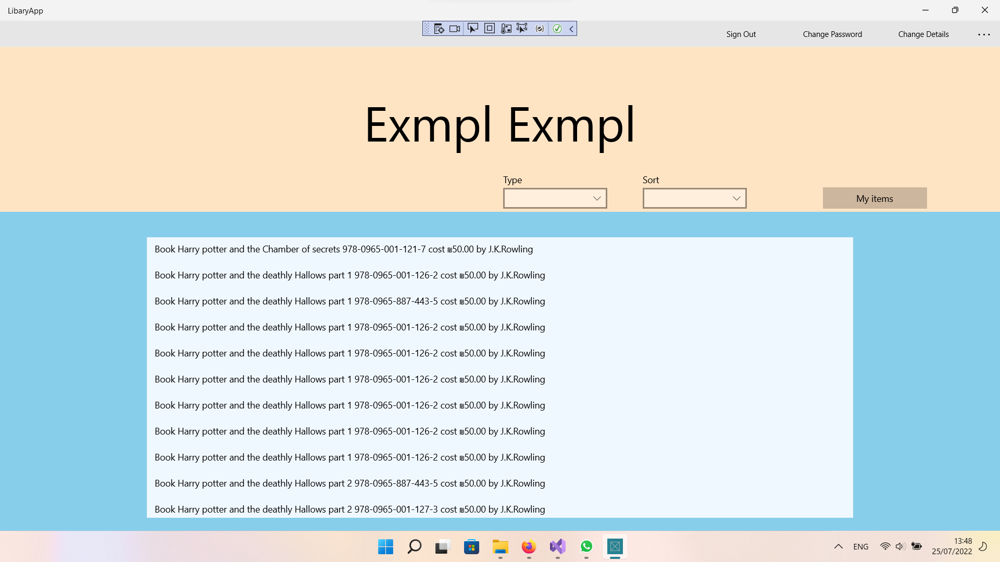 LibaryApp
Sign Out Change Password Change Details
Exmpl Exmpl
Type Sort
My items
Book Harry potter and the Chamber of secrets 978-0965-001-121-7 cost ₪50.00 by J.K.Rowling
Book Harry potter and the deathly Hallows part 1 978-0965-001-126-2 cost ₪50.00 by J.K.Rowling
Book Harry potter and the deathly Hallows part 1 978-0965-887-443-5 cost ₪50.00 by J.K.Rowling
Book Harry potter and the deathly Hallows part 1 978-0965-001-126-2 cost ₪50.00 by J.K.Rowling
Book Harry potter and the deathly Hallows part 1 978-0965-001-126-2 cost ₪50.00 by J.K.Rowling
Book Harry potter and the deathly Hallows part 1 978-0965-001-126-2 cost ₪50.00 by J.K.Rowling
Book Harry potter and the deathly Hallows part 1 978-0965-001-126-2 cost ₪50.00 by J.K.Rowling
Book Harry potter and the deathly Hallows part 1 978-0965-001-126-2 cost ₪50.00 by J.K.Rowling
Book Harry potter and the deathly Hallows part 1 978-0965-001-126-2 cost ₪50.00 by J.K.Rowling
Book Harry potter and the deathly Hallows part 2 978-0965-887-443-5 cost ₪50.00 by J.K.Rowling
Book Harry potter and the deathly Hallows part 2 978-0965-001-127-3 cost ₪50.00 by J.K.Rowling
ENG
13:48
25/07/2022